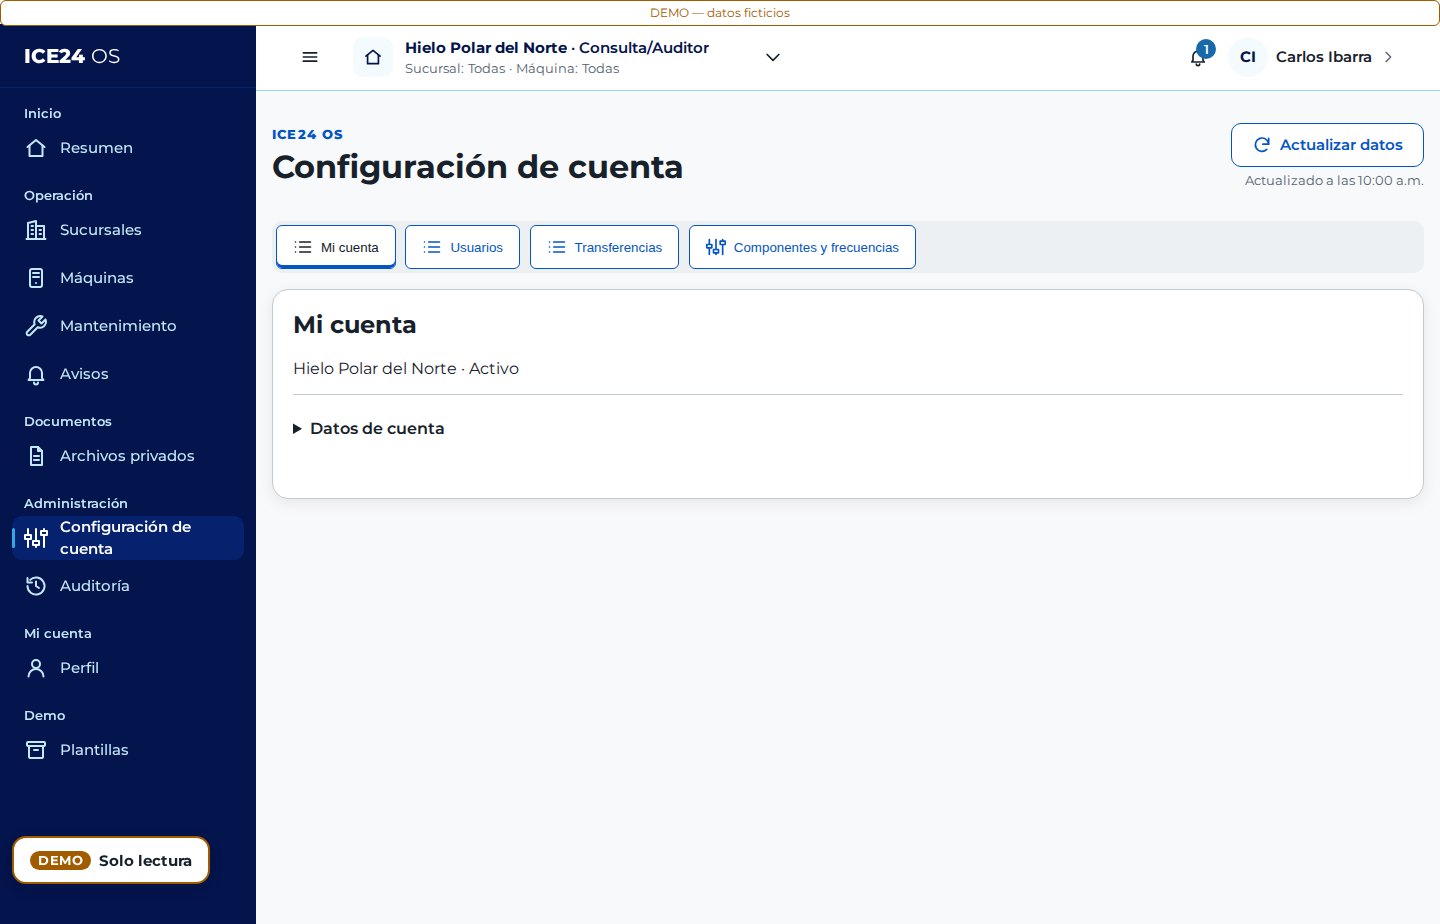 DEMO — datos ficticios
ICE24 OS
Inicio
Resumen
Operación
Sucursales
Máquinas
Mantenimiento
Avisos
Documentos
Archivos privados
Administración
Configuración de
cuenta
Auditoría
Mi cuenta
Perfil
Demo
Plantillas
DEMO Solo lectura
Hielo Polar del Norte · Consulta/Auditor
Sucursal: Todas · Máquina: Todas
1
CI Carlos Ibarra
ICE24 OS
Configuración de cuenta
Actualizar datos
Actualizado a las 10:00 a.m.
Mi cuenta Usuarios Transferencias Componentes y frecuencias
Mi cuenta
Hielo Polar del Norte · Activo
Datos de cuenta